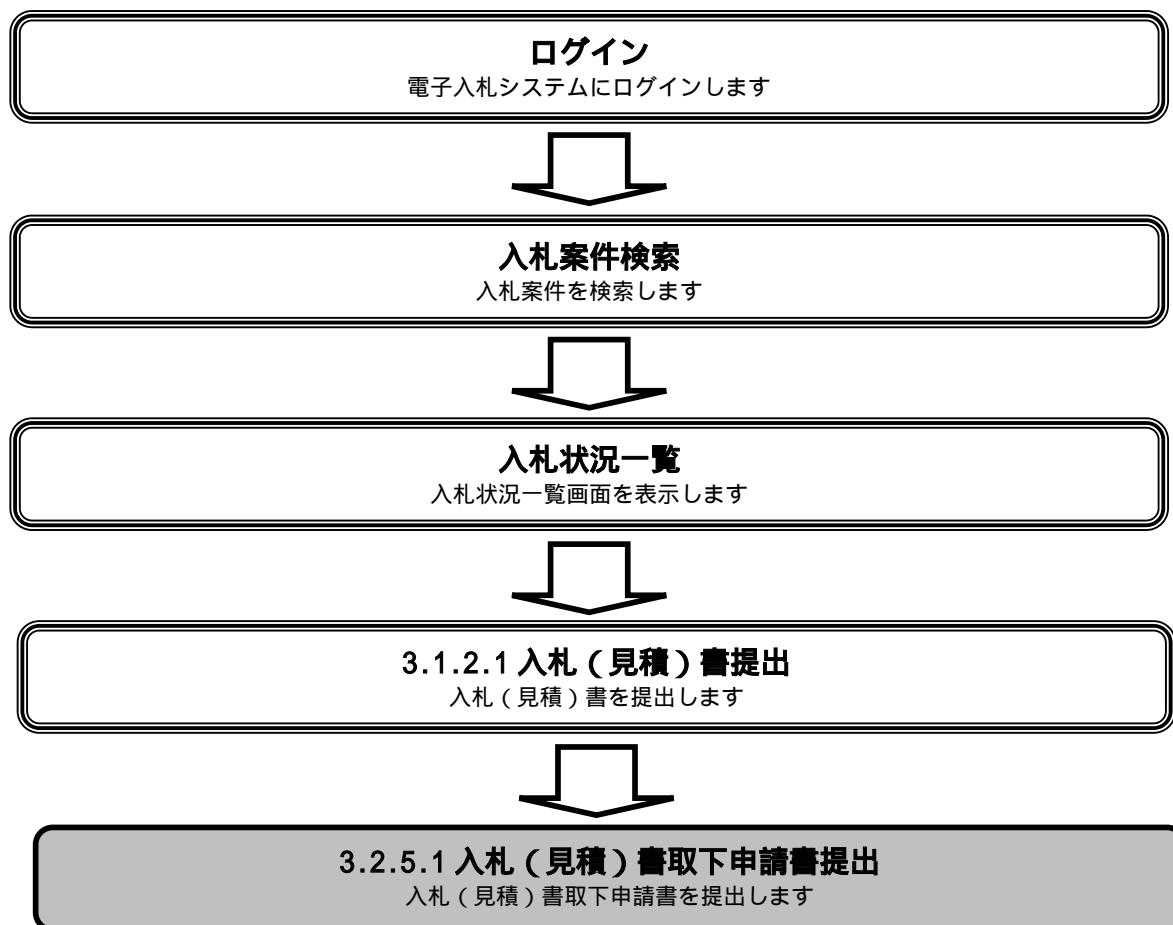 ログイン
電子入札システムにログインします
入札案件検索
入札案件を検索します
入札状況一覧
入札状況一覧画面を表示します
3.1.2.1 入札（見積）書提出
入札（見積）書を提出します
3.2.5.1 入札（見積）書取下申請書提出
入札（見積）書取下申請書を提出します